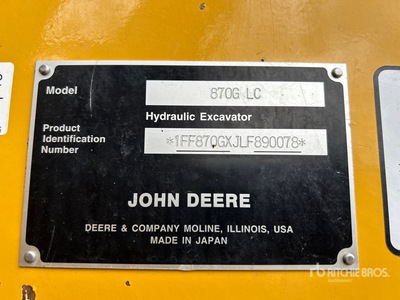 Model 870G LC
Hydraulic Excavator
Product
Identification
Number *1FF870GXJLF890078*
JOHN DEERE
DEERE & COMPANY MOLINE, ILLINOIS, USA
MADE IN JAPAN
RITCHIE BROS.